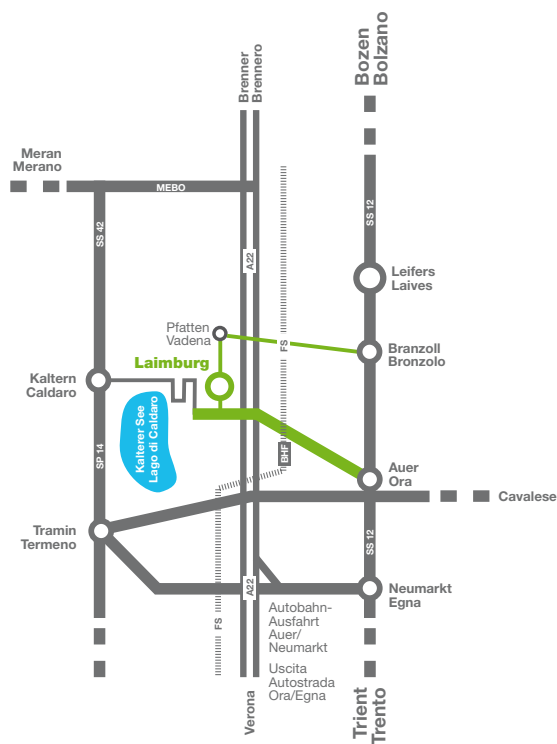 Bozen
Bolzano
Brenner
Brennero
Meran
Merano
MEBO
SS 42
SS 12
A22
Leifers
Laives
Pfatten
Vadena
FS
Branzoll
Bronzolo
Laimburg
Kaltern
Caldaro
Kalterer See
Lago di Caldaro
SP 14
BHF
Auer
Ora
Cavalese
Tramin
Termeno
SS 12
A22
FS
Neumarkt
Egna
Autobahn-
Ausfahrt
Auer/
Neumarkt
Uscita
Autostrada
Ora/Egna
Verona
Trient
Trento